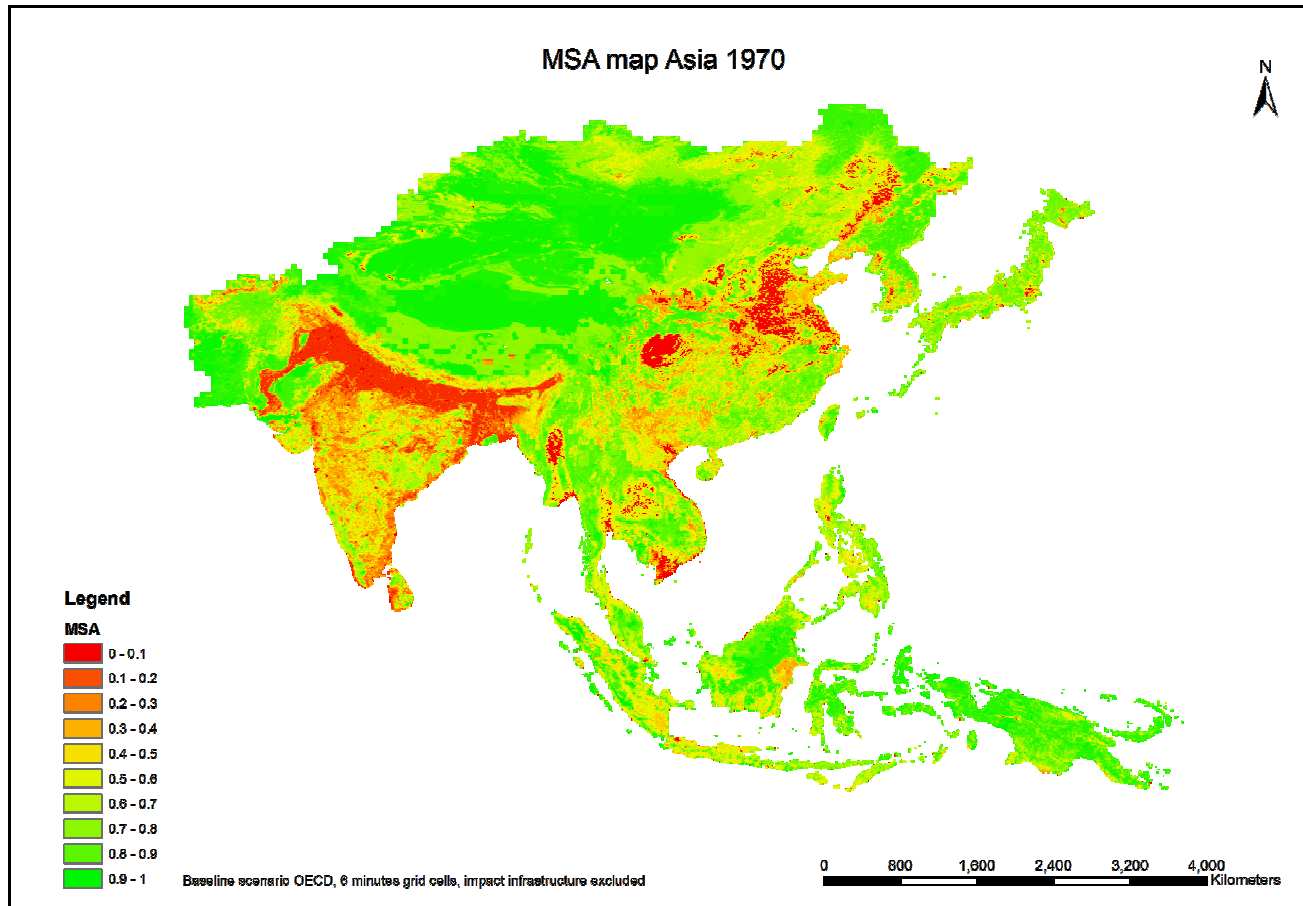 MSA map Asia 1970
N
Legend
MSA
0 - 0.1
0.1 - 0.2
0.2 - 0.3
0.3 - 0.4
0.4 - 0.5
0.5 - 0.6
0.6 - 0.7
0.7 - 0.8
0.8 - 0.9
0.9 - 1
Baseline scenario OECD, 6 minutes grid cells, impact infrastructure excluded
0 800 1,600 2,400 3,200 4,000
Kilometers